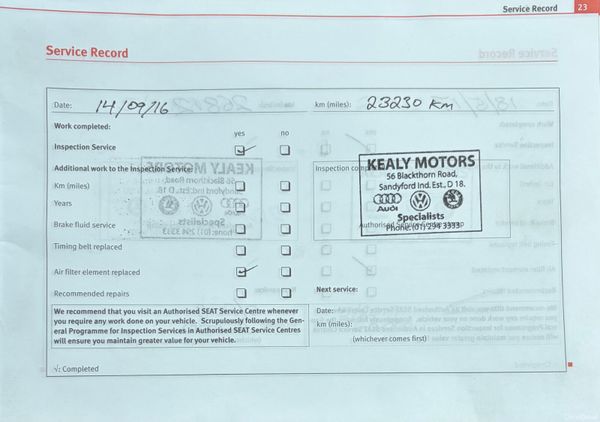 Service Record 23
Service Record
Date: 14/09/16 km (miles): 23230 Km
Work completed:
yes no
Inspection Service
Additional work to the Inspection Service:
Km (miles)
Years
Brake fluid service
Timing belt replaced
Air filter element replaced
Recommended repairs
Inspection
KEALY MOTORS
56 Blackthorn Road,
Sandyford Ind. Est., D 18.
Audi
Specialists
Phone: (01) 294 3333
Next service:
Date:
km (miles):
(whichever comes first)
We recommend that you visit an Authorised SEAT Service Centre whenever
you require any work done on your vehicle. Scrupulously following the Gen-
eral Programme for Inspection Services in Authorised SEAT Service Centres
will ensure you maintain greater value for your vehicle.
√: Completed